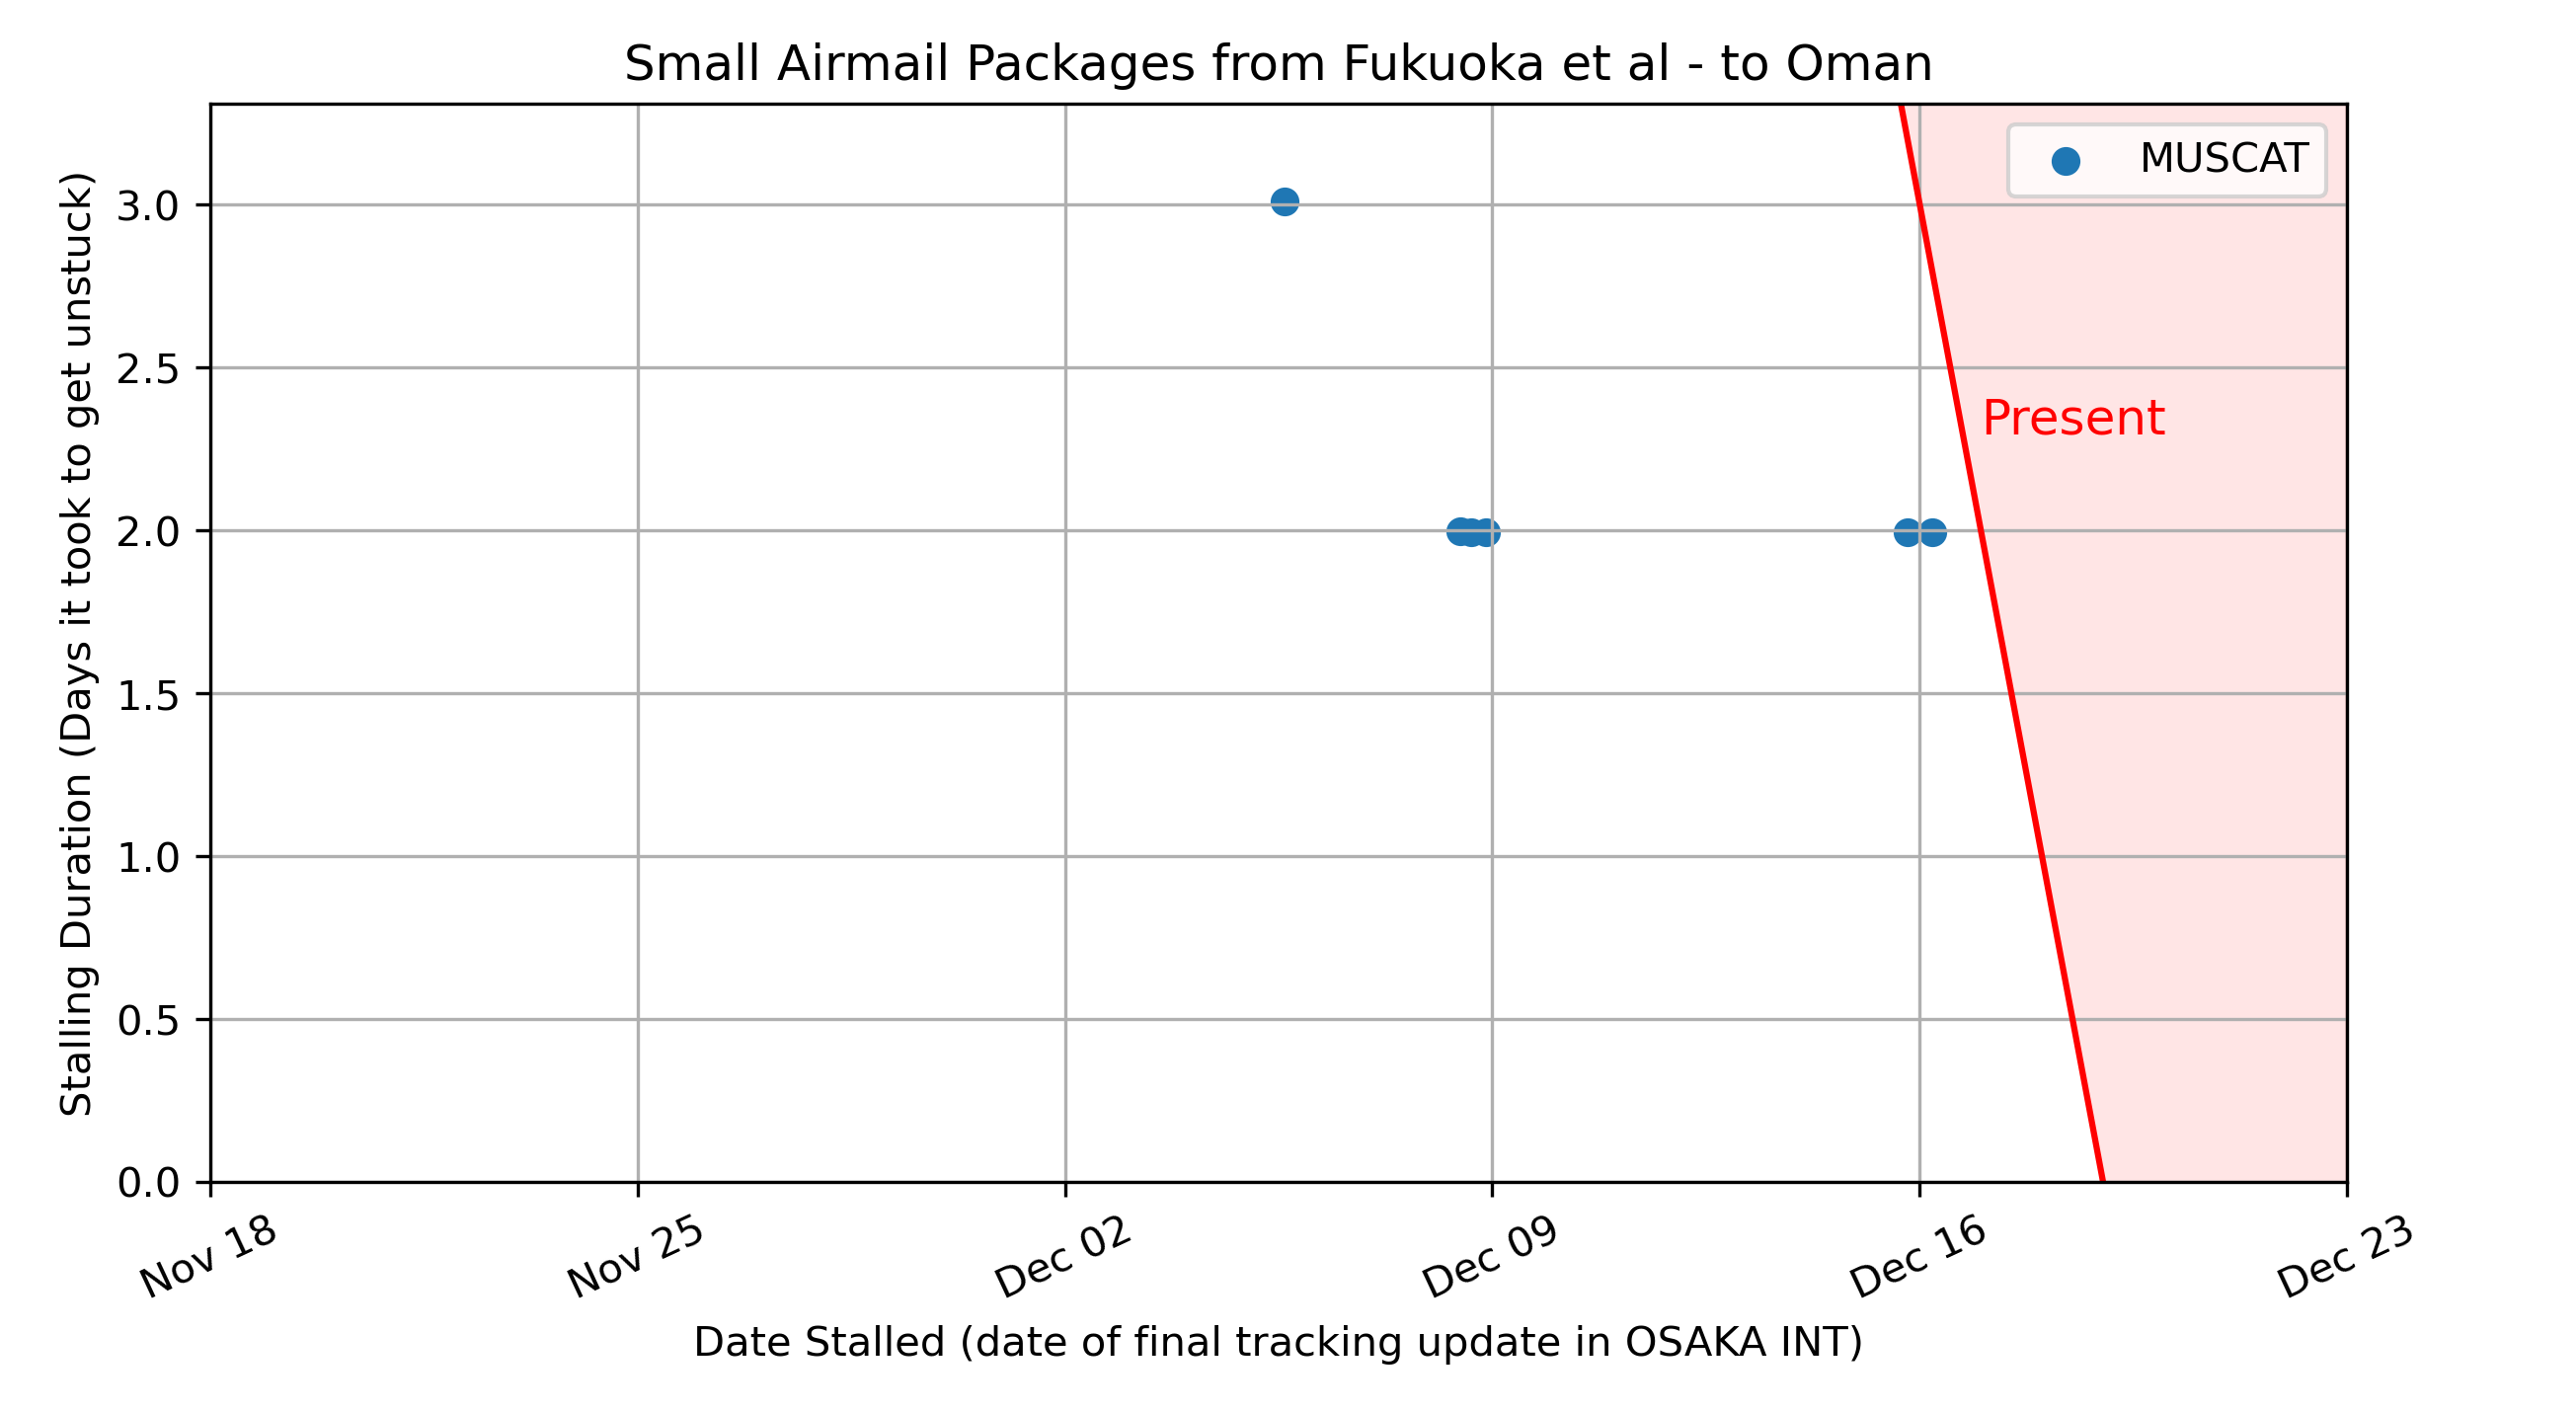 Small Airmail Packages from Fukuoka et al - to Oman
MUSCAT
Present
Stalling Duration (Days it took to get unstuck)
3.0
2.5
2.0
1.5
1.0
0.5
0.0
Nov 18
Nov 25
Dec 02
Dec 09
Dec 16
Dec 23
Date Stalled (date of final tracking update in OSAKA INT)